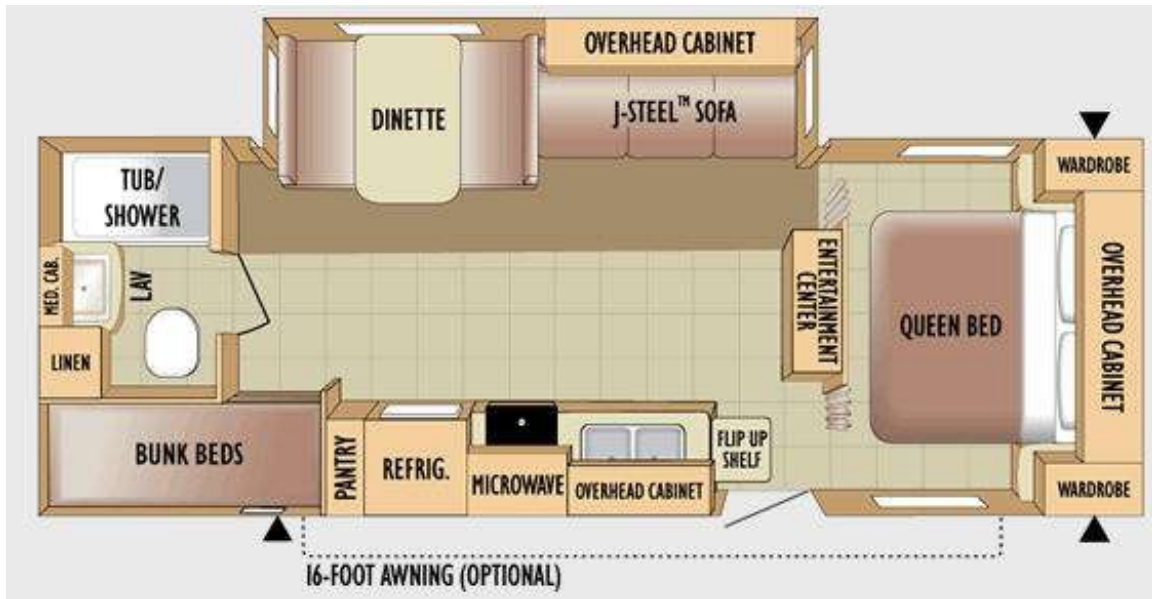 OVERHEAD CABINET
DINETTE
J-STEEL™ SOFA
TUB/
SHOWER
WARDROBE
MED. CAB.
LAV
ENTERTAINMENT
CENTER
QUEEN BED
OVERHEAD CABINET
LINEN
BUNK BEDS
PANTRY
REFRIG.
MICROWAVE
OVERHEAD CABINET
FLIP UP
SHELF
WARDROBE
16-FOOT AWNING (OPTIONAL)